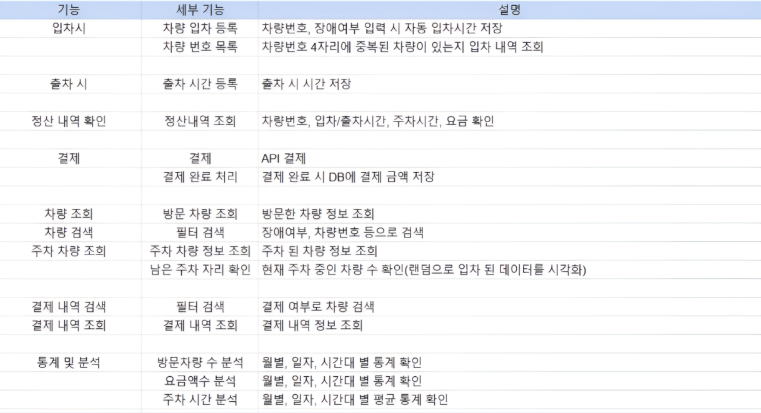 기능 세부 기능 설명
입차시 차량 입차 등록 차량번호, 장애여부 입력 시 자동 입차시간 저장
차량 번호 목록 차량번호 4자리에 중복된 차량이 있는지 입차 내역 조회
출차 시 출차 시간 등록 출차 시 시간 저장
정산 내역 확인 정산내역 조회 차량번호, 입차/출차시간, 주차시간, 요금 확인
결제 결제 API 결제
결제 완료 처리 결제 완료 시 DB에 결제 금액 저장
차량 조회 방문 차량 조회 방문한 차량 정보 조회
차량 검색 필터 검색 장애여부, 차량번호 등으로 검색
주차 차량 조회 주차 차량 정보 조회 주차 된 차량 정보 조회
남은 주차 자리 확인 현재 주차 중인 차량 수 확인(랜덤으로 입차 된 데이터를 시각화)
결제 내역 검색 필터 검색 결제 여부로 차량 검색
결제 내역 조회 결제 내역 조회 결제 내역 정보 조회
통계 및 분석 방문차량 수 분석 월별, 일자, 시간대 별 통계 확인
요금액수 분석 월별, 일자, 시간대 별 통계 확인
주차 시간 분석 월별, 일자, 시간대 별 평균 통계 확인